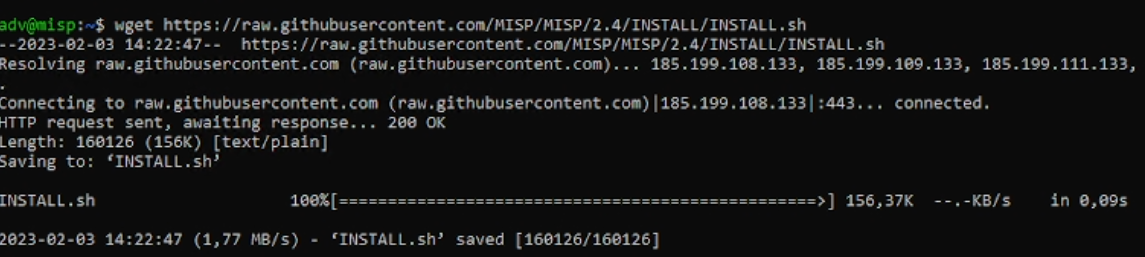 adv@misp:~$ wget https://raw.githubusercontent.com/MISP/MISP/2.4/INSTALL/INSTALL.sh
--2023-02-03 14:22:47--  https://raw.githubusercontent.com/MISP/MISP/2.4/INSTALL/INSTALL.sh
Resolving raw.githubusercontent.com (raw.githubusercontent.com)... 185.199.108.133, 185.199.109.133, 185.199.111.133,
.
Connecting to raw.githubusercontent.com (raw.githubusercontent.com)|185.199.108.133|:443... connected.
HTTP request sent, awaiting response... 200 OK
Length: 160126 (156K) [text/plain]
Saving to: ‘INSTALL.sh’
INSTALL.sh                    100%[=================================================>] 156,37K  --.-KB/s    in 0,09s
2023-02-03 14:22:47 (1,77 MB/s) - ‘INSTALL.sh’ saved [160126/160126]